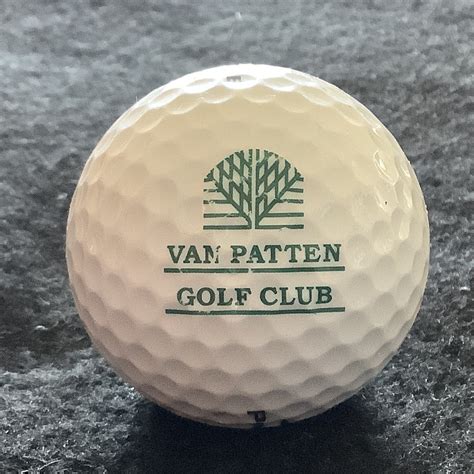 VAN PATTEN
GOLF CLUB